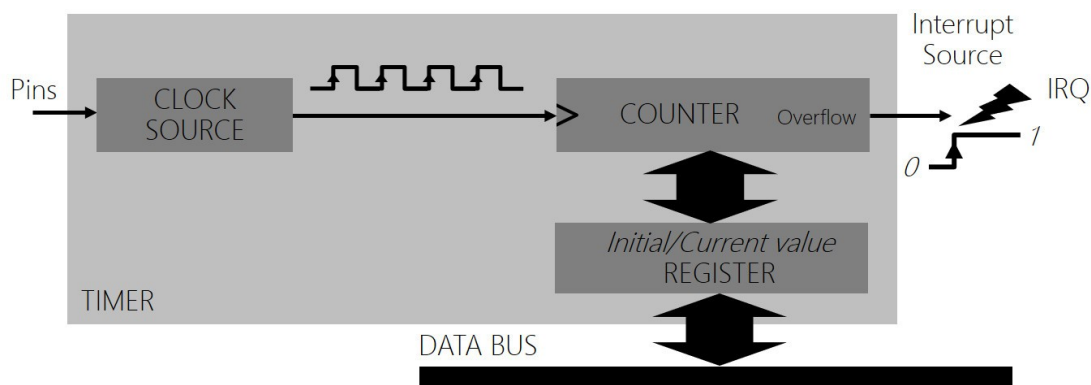 Interrupt
Source
Pins
CLOCK
SOURCE
COUNTER
Overflow
IRQ
0
1
Initial/Current value
REGISTER
TIMER
DATA BUS